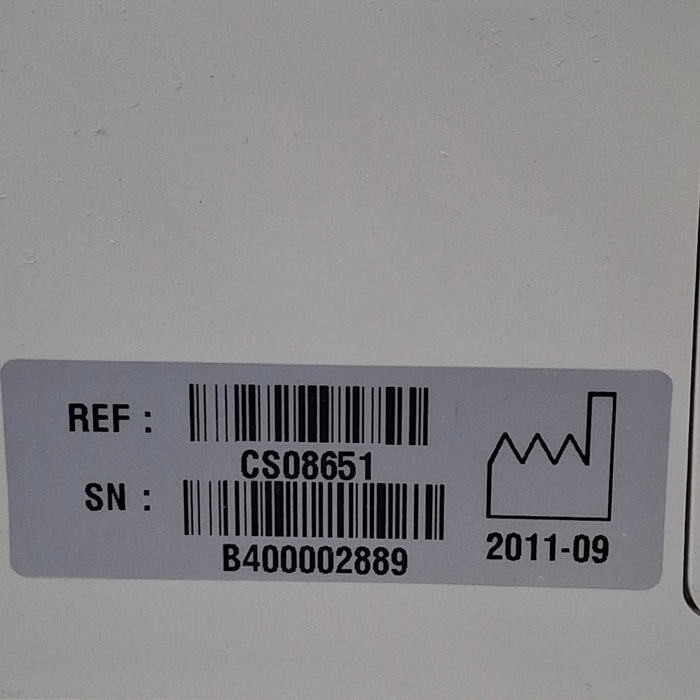 REF :
CS08651
SN :
B400002889
2011-09